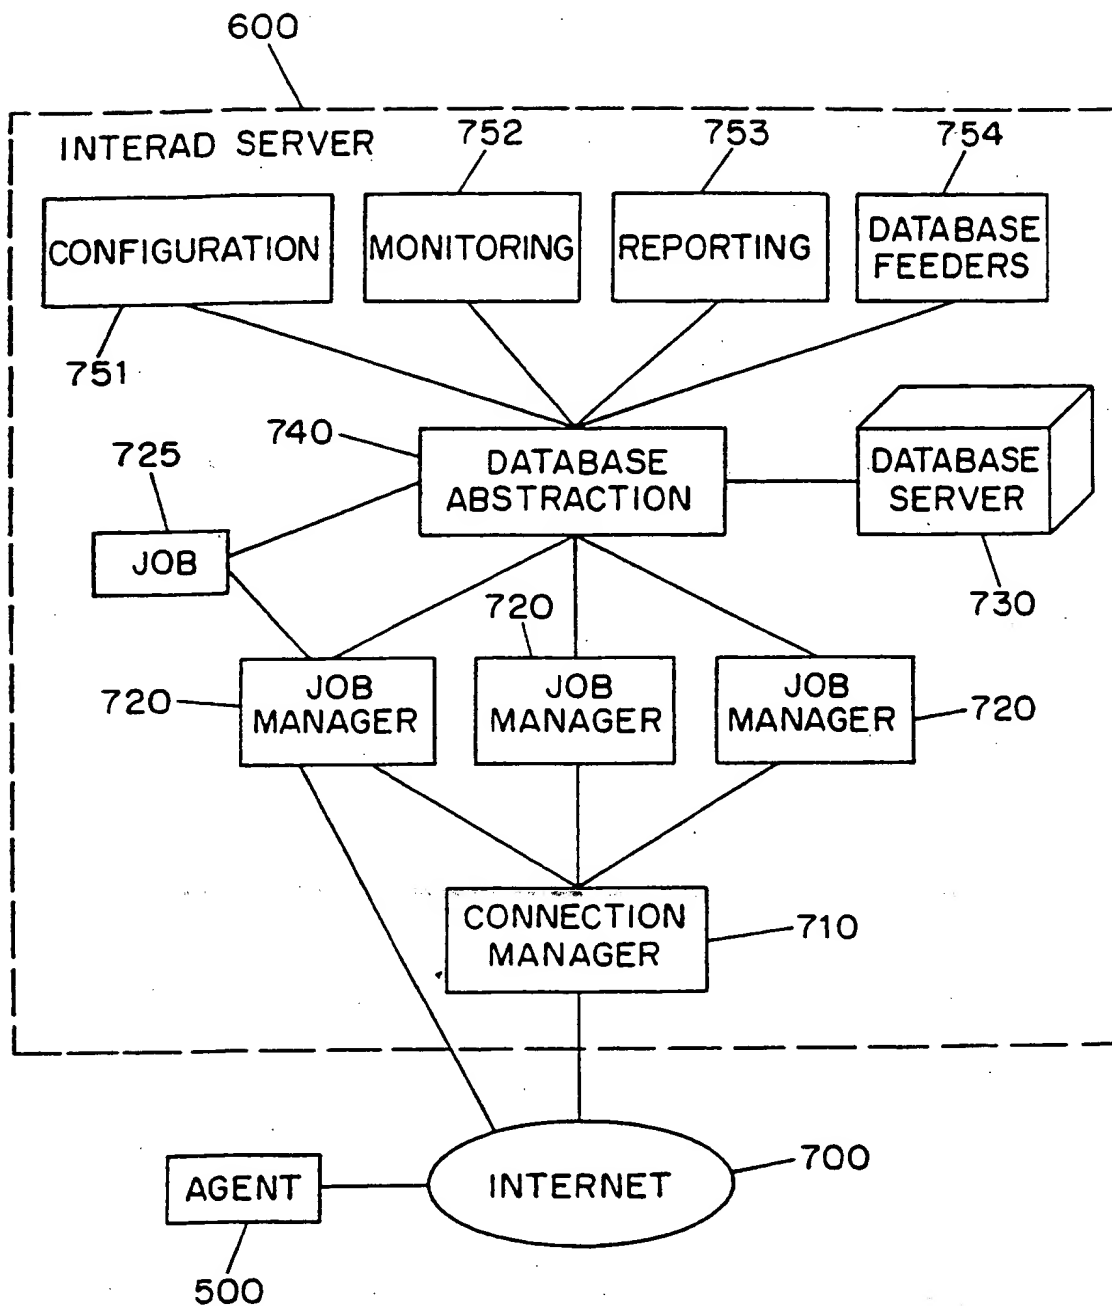 600
INTERAD SERVER
752
753
754
CONFIGURATION
MONITORING
REPORTING
DATABASE
FEEDERS
751
740
725
DATABASE
ABSTRACTION
DATABASE
SERVER
JOB
730
720
720
JOB
MANAGER
JOB
MANAGER
JOB
MANAGER
720
CONNECTION
MANAGER
710
INTERNET
700
AGENT
500